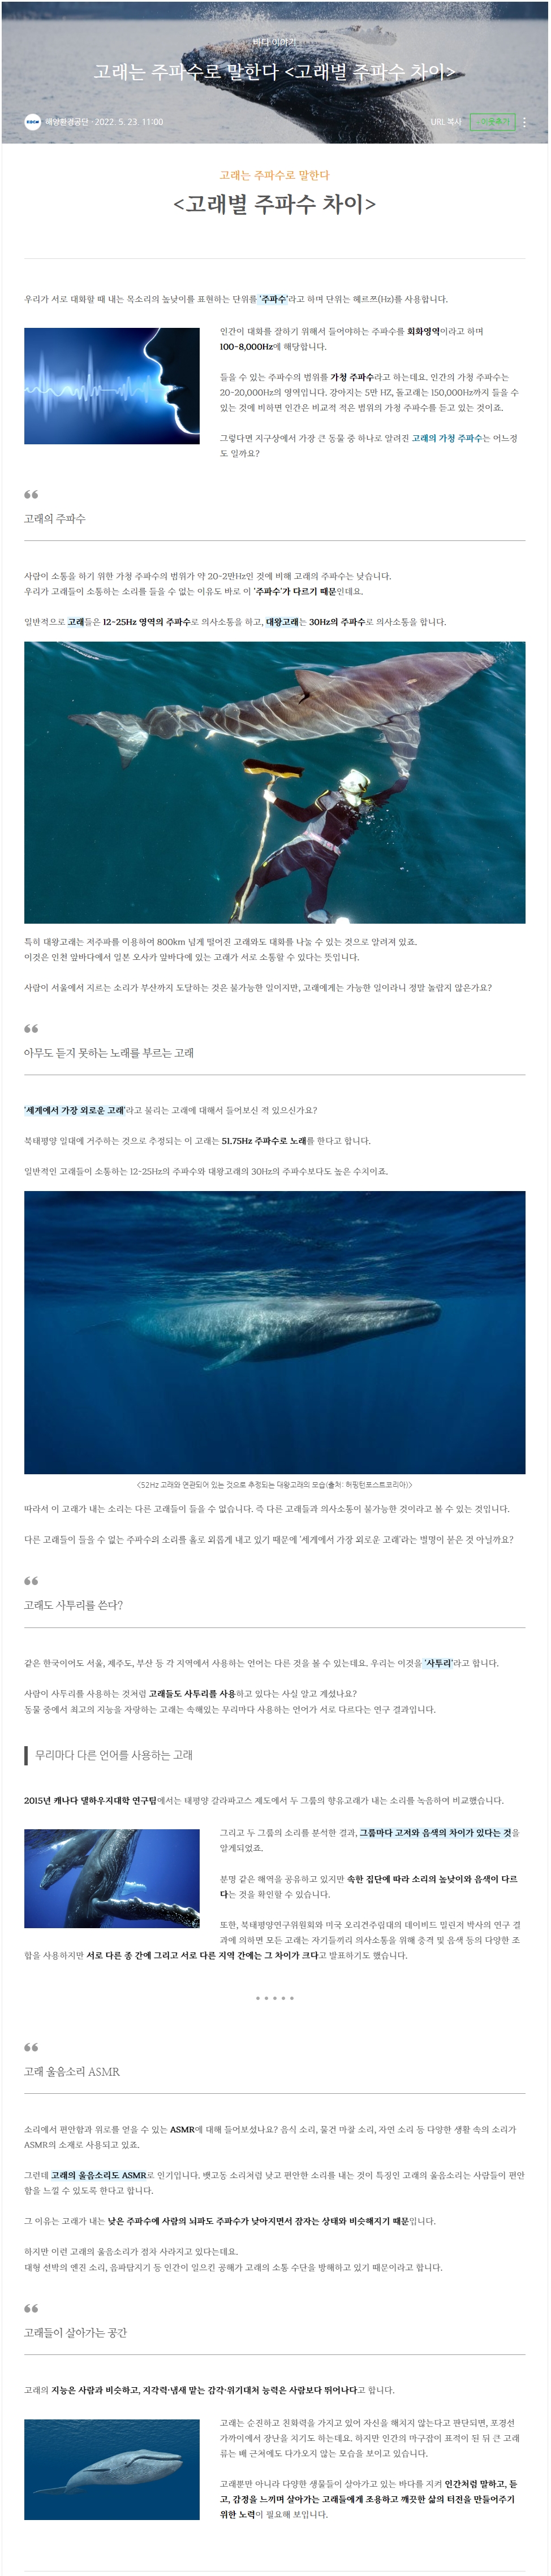 바다 이야기
고래는 주파수로 말한다 <고래별 주파수 차이>
해양환경공단 · 2022. 5. 23. 11:00
URL 복사
이웃추가
고래는 주파수로 말한다
<고래별 주파수 차이>
우리가 서로 대화할 때 내는 목소리의 높낮이를 표현하는 단위를 '주파수'라고 하며 단위는 헤르쯔(Hz)를 사용합니다.
인간이 대화를 잘하기 위해서 들어야하는 주파수를 회화영역이라고 하며
100~8,000Hz에 해당합니다.
들을 수 있는 주파수의 범위를 가청 주파수라고 하는데요. 인간의 가청 주파수는
20~20,000Hz의 영역입니다. 강아지는 5만 HZ, 돌고래는 150,000Hz까지 들을 수
있는 것에 비하면 인간은 비교적 적은 범위의 가청 주파수를 듣고 있는 것이죠.
그렇다면 지구상에서 가장 큰 동물 중 하나로 알려진 고래의 가청 주파수는 어느정
도 일까요?
고래의 주파수
사람이 소통을 하기 위한 가청 주파수의 범위가 약 20~2만Hz인 것에 비해 고래의 주파수는 낮습니다.
우리가 고래들이 소통하는 소리를 들을 수 없는 이유도 바로 이 '주파수'가 다르기 때문인데요.
일반적으로 고래들은 12~25Hz 영역의 주파수로 의사소통을 하고, 대왕고래는 30Hz의 주파수로 의사소통을 합니다.
특히 대왕고래는 저주파를 이용하여 800km 넘게 떨어진 고래와도 대화를 나눌 수 있는 것으로 알려져 있죠.
이것은 인천 앞바다에서 일본 오사카 앞바다에 있는 고래가 서로 소통할 수 있다는 뜻입니다.
사람이 서울에서 지르는 소리가 부산까지 도달하는 것은 불가능한 일이지만, 고래에게는 가능한 일이라니 정말 놀랍지 않은가요?
아무도 듣지 못하는 노래를 부르는 고래
'세계에서 가장 외로운 고래'라고 불리는 고래에 대해서 들어보신 적 있으신가요?
북태평양 일대에 거주하는 것으로 추정되는 이 고래는 51.75Hz 주파수로 노래를 한다고 합니다.
일반적인 고래들이 소통하는 12~25Hz의 주파수와 대왕고래의 30Hz의 주파수보다도 높은 수치이죠.
<52Hz 고래와 연관되어 있는 것으로 추정되는 대왕고래의 모습(출처: 허핑턴포스트코리아)>
따라서 이 고래가 내는 소리는 다른 고래들이 들을 수 없습니다. 즉 다른 고래들과 의사소통이 불가능한 것이라고 볼 수 있는 것입니다.
다른 고래들이 들을 수 없는 주파수의 소리를 홀로 외롭게 내고 있기 때문에 '세계에서 가장 외로운 고래'라는 별명이 붙은 것 아닐까요?
고래도 사투리를 쓴다?
같은 한국이어도 서울, 제주도, 부산 등 각 지역에서 사용하는 언어는 다른 것을 볼 수 있는데요. 우리는 이것을 '사투리'라고 합니다.
사람이 사투리를 사용하는 것처럼 고래들도 사투리를 사용하고 있다는 사실 알고 계셨나요?
동물 중에서 최고의 지능을 자랑하는 고래는 속해있는 무리마다 사용하는 언어가 서로 다르다는 연구 결과입니다.
무리마다 다른 언어를 사용하는 고래
2015년 캐나다 댈하우지대학 연구팀에서는 태평양 갈라파고스 제도에서 두 그룹의 향유고래가 내는 소리를 녹음하여 비교했습니다.
그리고 두 그룹의 소리를 분석한 결과, 그룹마다 고저와 음색의 차이가 있다는 것을
알게되었죠.
분명 같은 해역을 공유하고 있지만 속한 집단에 따라 소리의 높낮이와 음색이 다르
다는 것을 확인할 수 있습니다.
또한, 북태평양연구위원회와 미국 오리건주립대의 데이비드 멜린저 박사의 연구 결
과에 의하면 모든 고래는 자기들끼리 의사소통을 위해 충격 및 음색 등의 다양한 조
합을 사용하지만 서로 다른 종 간에 그리고 서로 다른 지역 간에는 그 차이가 크다고 발표하기도 했습니다.
고래 울음소리 ASMR
소리에서 편안함과 위로를 얻을 수 있는 ASMR에 대해 들어보셨나요? 음식 소리, 물건 마찰 소리, 자연 소리 등 다양한 생활 속의 소리가
ASMR의 소재로 사용되고 있죠.
그런데 고래의 울음소리도 ASMR로 인기입니다. 뱃고동 소리처럼 낮고 편안한 소리를 내는 것이 특징인 고래의 울음소리는 사람들이 편안
함을 느낄 수 있도록 한다고 합니다.
그 이유는 고래가 내는 낮은 주파수에 사람의 뇌파도 주파수가 낮아지면서 잠자는 상태와 비슷해지기 때문입니다.
하지만 이런 고래의 울음소리가 점차 사라지고 있다는데요.
대형 선박의 엔진 소리, 음파탐지기 등 인간이 일으킨 공해가 고래의 소통 수단을 방해하고 있기 때문이라고 합니다.
고래들이 살아가는 공간
고래의 지능은 사람과 비슷하고, 지각력·냄새 맡는 감각·위기대처 능력은 사람보다 뛰어나다고 합니다.
고래는 순진하고 친화력을 가지고 있어 자신을 해치지 않는다고 판단되면, 포경선
가까이에서 장난을 치기도 하는데요. 하지만 인간의 마구잡이 표적이 된 뒤 큰 고래
류는 배 근처에도 다가오지 않는 모습을 보이고 있습니다.
고래뿐만 아니라 다양한 생물들이 살아가고 있는 바다를 지켜 인간처럼 말하고, 듣
고, 감정을 느끼며 살아가는 고래들에게 조용하고 깨끗한 삶의 터전을 만들어주기
위한 노력이 필요해 보입니다.